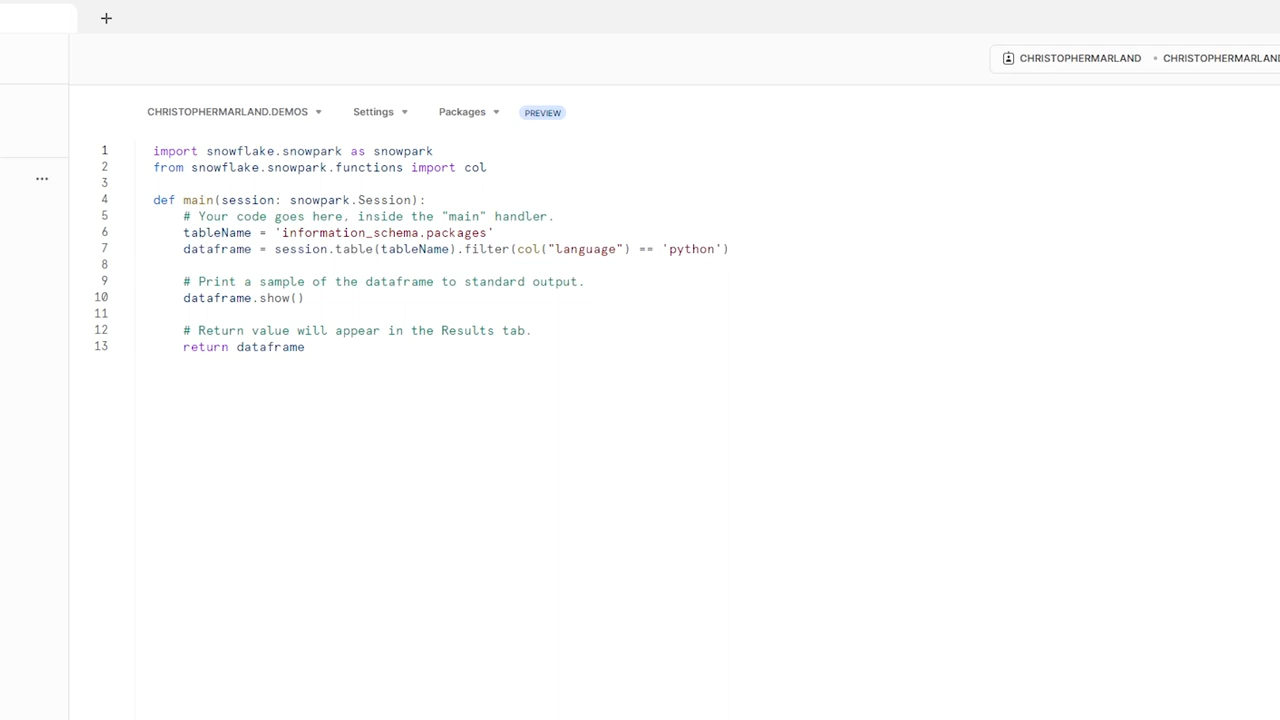 +
CHRISTOPHERMARLAND • CHRISTOPHERMARLAND
CHRISTOPHERMARLAND.DEMOS Settings Packages PREVIEW
...
1 import snowflake.snowpark as snowpark
2 from snowflake.snowpark.functions import col
3
4 def main(session: snowpark.Session):
5 # Your code goes here, inside the "main" handler.
6 tableName = 'information_schema.packages'
7 dataframe = session.table(tableName).filter(col("language") == 'python')
8
9 # Print a sample of the dataframe to standard output.
10 dataframe.show()
11
12 # Return value will appear in the Results tab.
13 return dataframe